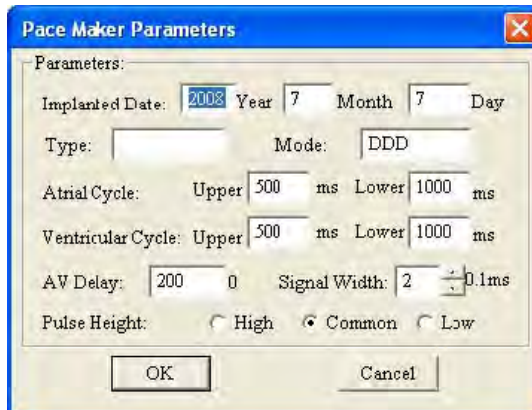 Pace Maker Parameters
Parameters:
Implanted Date: 2008 Year 7 Month 7 Day
Type: Mode: DDD
Atrial Cycle: Upper 500 ms Lower 1000 ms
Ventricular Cycle: Upper 500 ms Lower 1000 ms
AV Delay: 200 0 Signal Width: 2 0.1ms
Pulse Height: High Common Low
OK Cancel